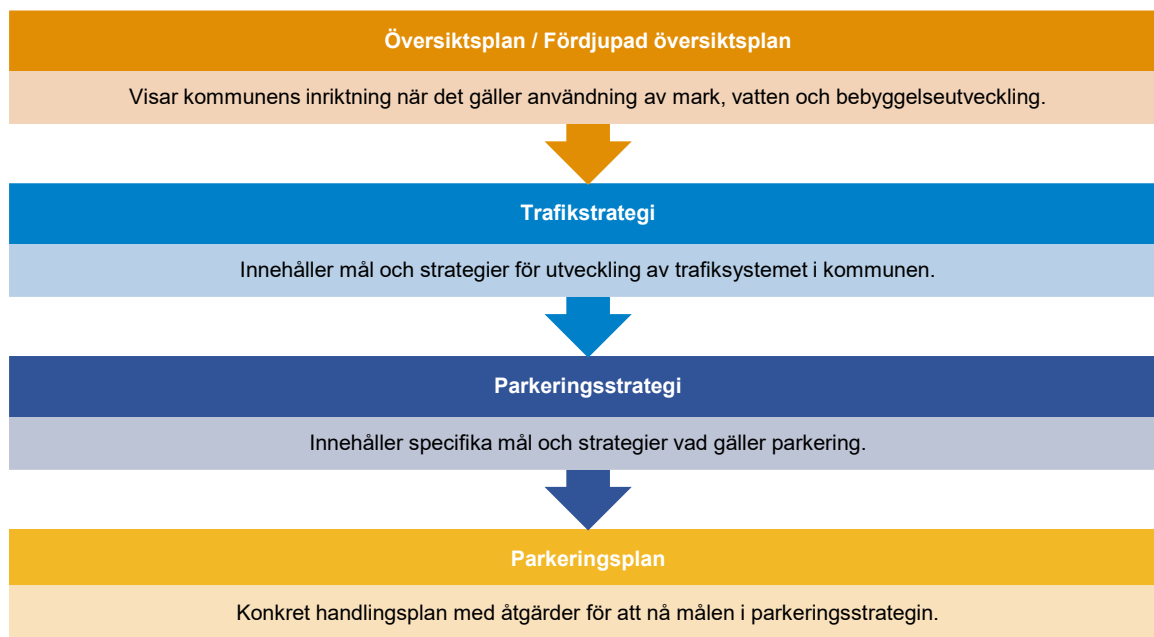 Översiktsplan / Fördjupad översiktsplan
Visar kommunens inriktning när det gäller användning av mark, vatten och bebyggelseutveckling.
Trafikstrategi
Innehåller mål och strategier för utveckling av trafiksystemet i kommunen.
Parkeringsstrategi
Innehåller specifika mål och strategier vad gäller parkering.
Parkeringsplan
Konkret handlingsplan med åtgärder för att nå målen i parkeringsstrategin.